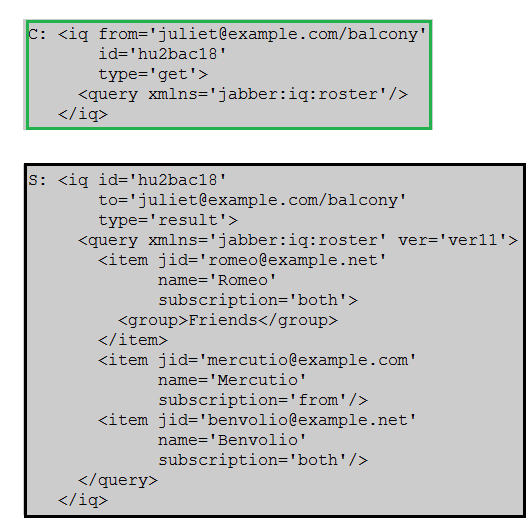 C: <iq from='juliet@example.com/balcony'
id='hu2bac18'
type='get'>
<query xmlns='jabber:iq:roster'/>
</iq>
S: <iq id='hu2bac18'
to='juliet@example.com/balcony'
type='result'>
<query xmlns='jabber:iq:roster' ver='ver11'>
<item jid='romeo@example.net'
name='Romeo'
subscription='both'>
<group>Friends</group>
</item>
<item jid='mercutio@example.com'
name='Mercutio'
subscription='from'/>
<item jid='benvolio@example.net'
name='Benvolio'
subscription='both'/>
</query>
</iq>